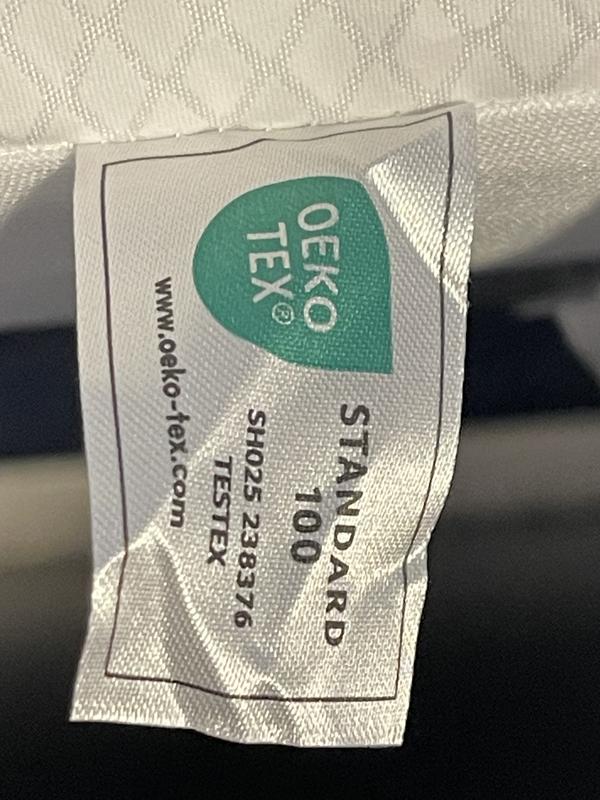 OEKO
TEX®
STANDARD
100
SH025 238376
TESTEX
www.oeko-tex.com